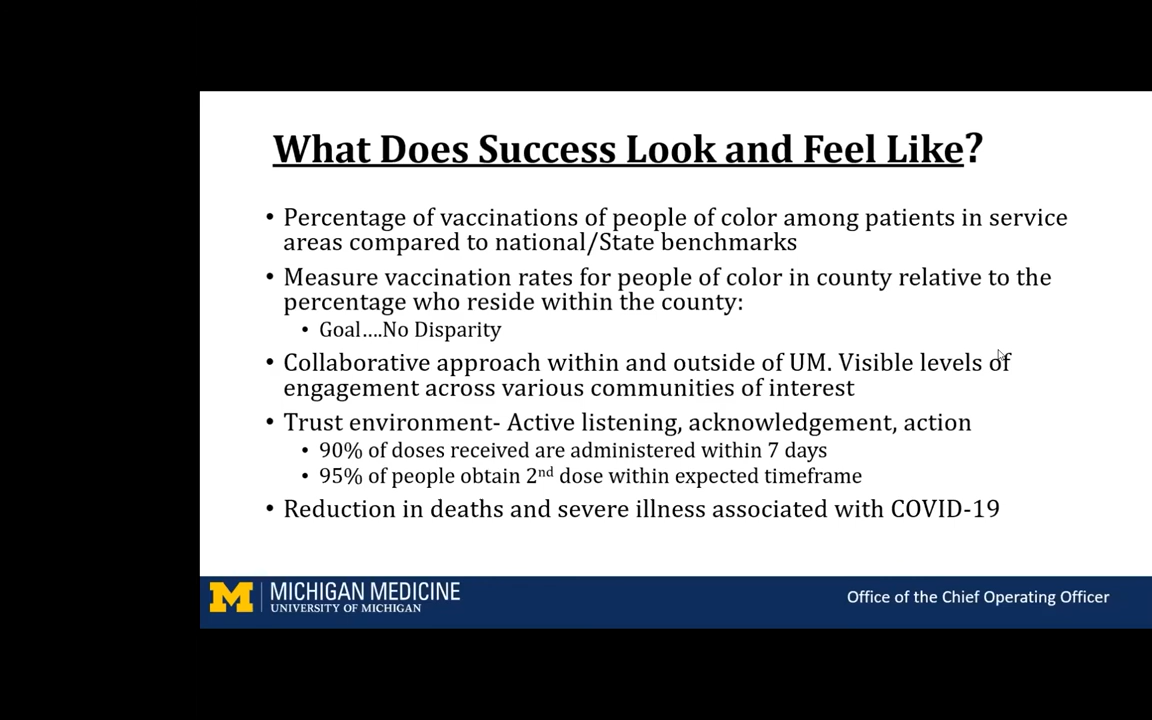 What Does Success Look and Feel Like?
• Percentage of vaccinations of people of color among patients in service
areas compared to national/State benchmarks
• Measure vaccination rates for people of color in county relative to the
percentage who reside within the county:
• Goal....No Disparity
• Collaborative approach within and outside of UM. Visible levels of
engagement across various communities of interest
• Trust environment- Active listening, acknowledgement, action
• 90% of doses received are administered within 7 days
• 95% of people obtain 2nd dose within expected timeframe
• Reduction in deaths and severe illness associated with COVID-19
M MICHIGAN MEDICINE
UNIVERSITY OF MICHIGAN
Office of the Chief Operating Officer